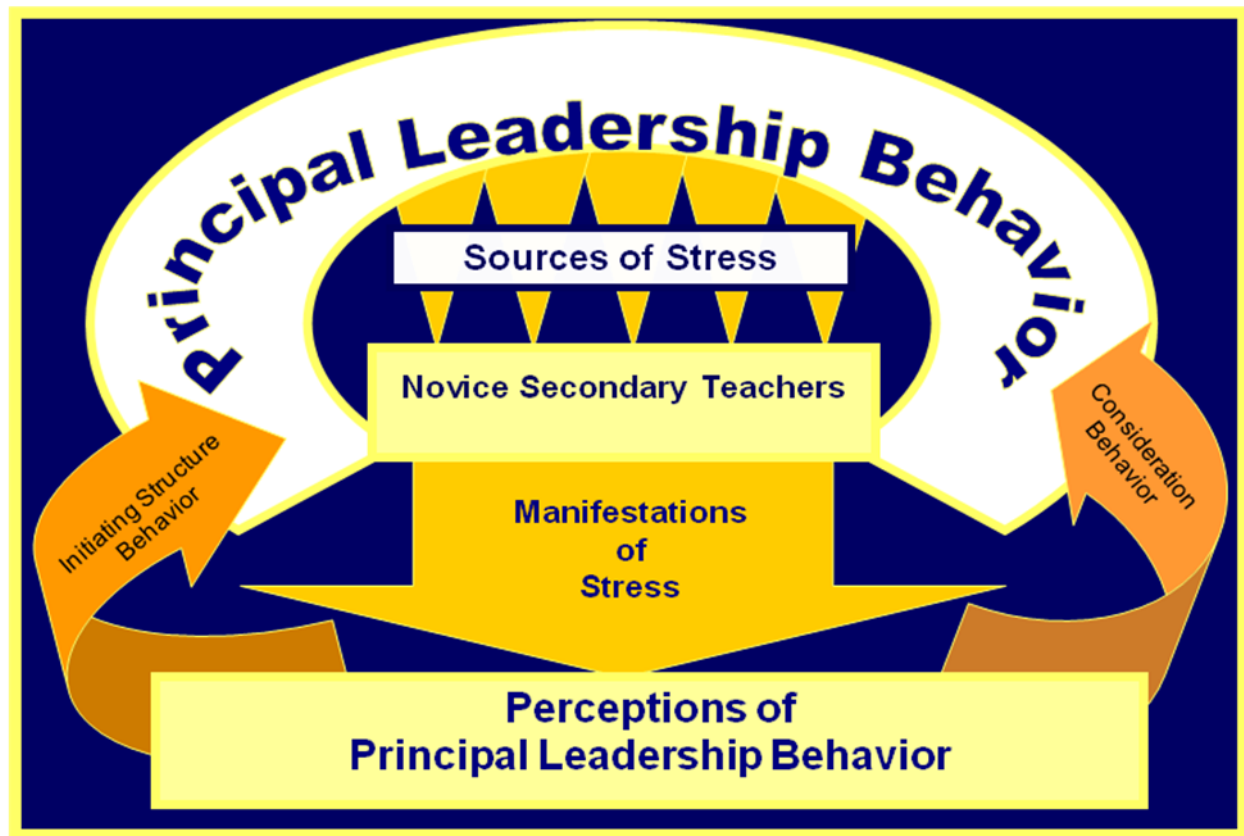 Principal Leadership Behavior
Sources of Stress
Novice Secondary Teachers
Initiating Structure
Behavior
Consideration
Behavior
Manifestations
of
Stress
Perceptions of
Principal Leadership Behavior